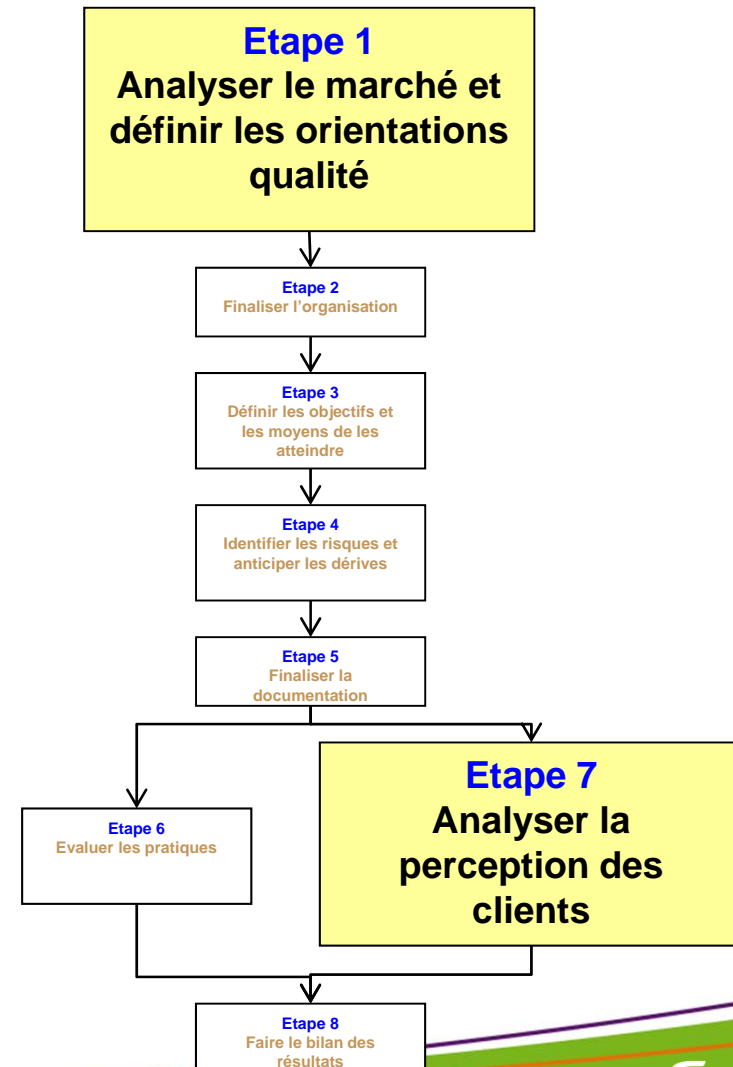 Etape 1
Analyser le marché et
définir les orientations
qualité
Etape 2
Finaliser l'organisation
Etape 3
Définir les objectifs et
les moyens de les
atteindre
Etape 4
Identifier les risques et
anticiper les dérives
Etape 5
Finaliser la
documentation
Etape 6
Evaluer les pratiques
Etape 7
Analyser la
perception des
clients
Etape 8
Faire le bilan des
résultats